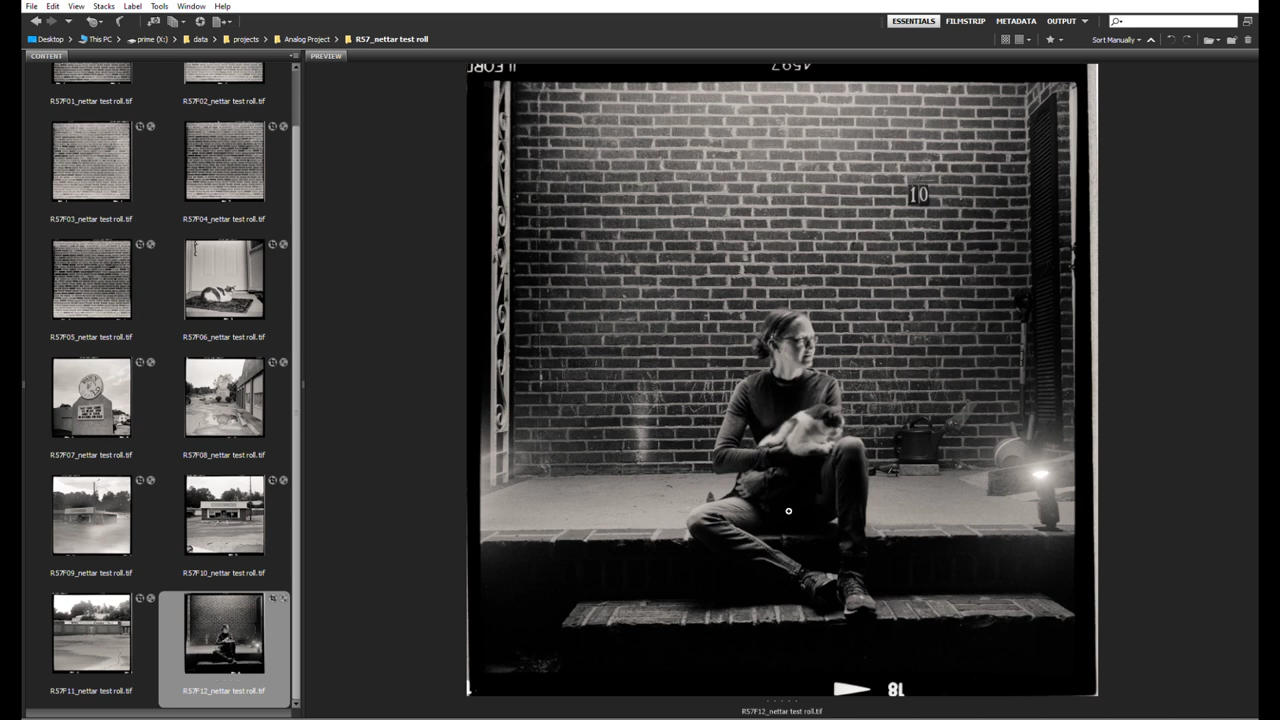 File Edit View Stacks Label Tools Window Help
ESSENTIALS FILMSTRIP METADATA OUTPUT
Desktop This PC prime (X:) data projects Analog Project R57_nettar test roll
Sort Manually
CONTENT
PREVIEW
R57F01_nettar test roll.tif R57F02_nettar test roll.tif
R57F03_nettar test roll.tif R57F04_nettar test roll.tif
R57F05_nettar test roll.tif R57F06_nettar test roll.tif
R57F07_nettar test roll.tif R57F08_nettar test roll.tif
R57F09_nettar test roll.tif R57F10_nettar test roll.tif
R57F11_nettar test roll.tif R57F12_nettar test roll.tif
ILFORD
4597
10
18
R57F12_nettar test roll.tif